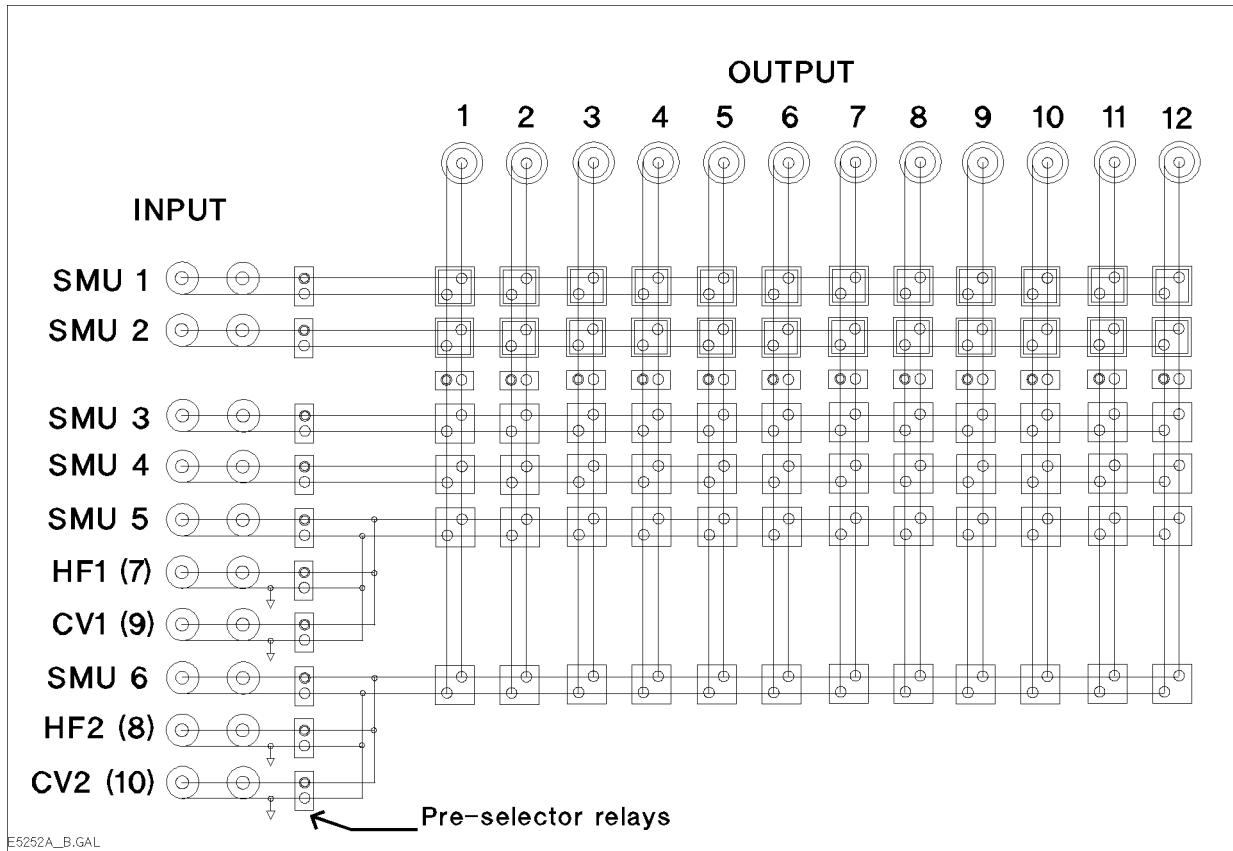 OUTPUT
1 2 3 4 5 6 7 8 9 10 11 12
INPUT
SMU 1
SMU 2
SMU 3
SMU 4
SMU 5
HF1 (7)
CV1 (9)
SMU 6
HF2 (8)
CV2 (10)
Pre-selector relays
E5252A_B.GAL